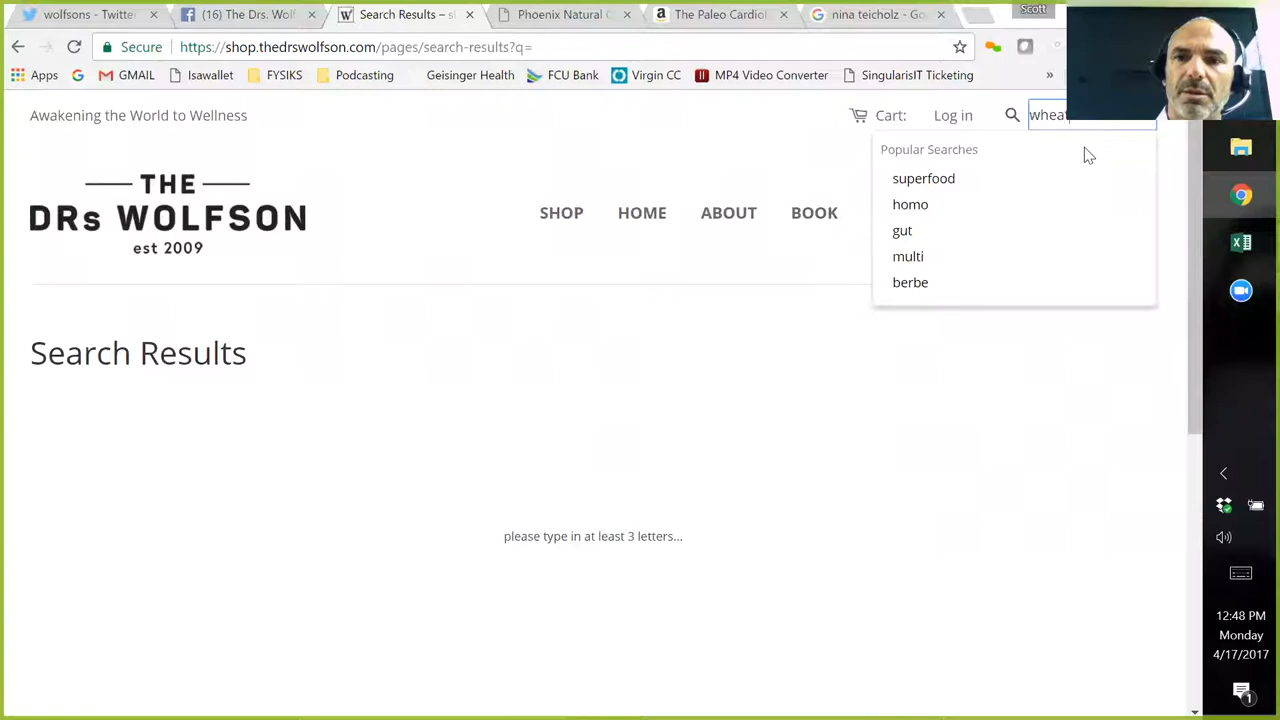 wolfsons - Twitter
(16) The Drs. Wolf
Search Results – s
Phoenix Natural C
The Paleo Cardiol
nina teicholz - Go
Scott
Secure
https://shop.thedrswolfson.com/pages/search-results?q=
Apps
GMAIL
Isawallet
FYSIKS
Podcasting
Geisinger Health
FCU Bank
Virgin CC
MP4 Video Converter
SingularisIT Ticketing
»
Awakening the World to Wellness
Cart:
Log in
wheat
Popular Searches
superfood
homo
gut
multi
berbe
THE
DRs WOLFSON
est 2009
SHOP
HOME
ABOUT
BOOK
Search Results
please type in at least 3 letters...
12:48 PM
Monday
4/17/2017
1